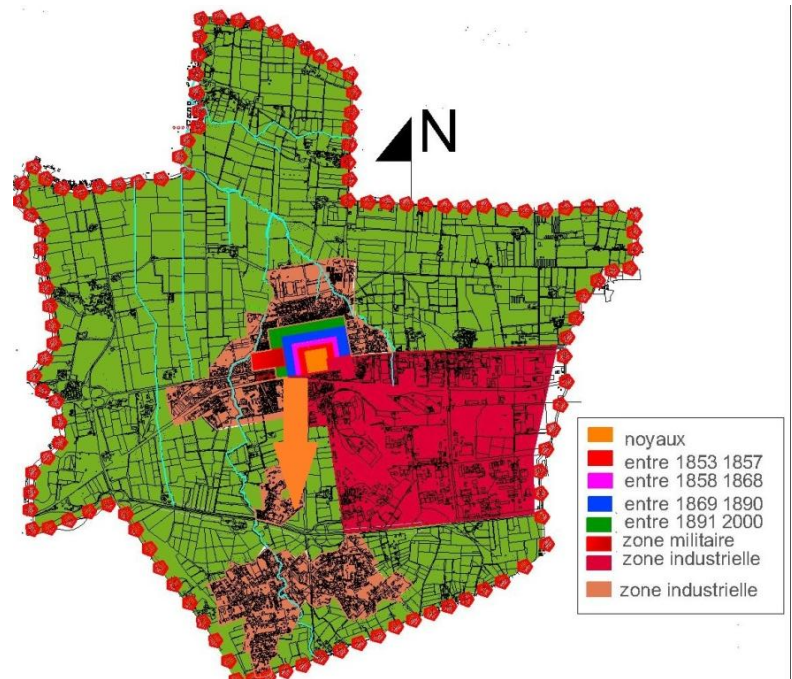 N
noyaux
entre 1853 1857
entre 1858 1868
entre 1869 1890
entre 1891 2000
zone militaire
zone industrielle
zone industrielle